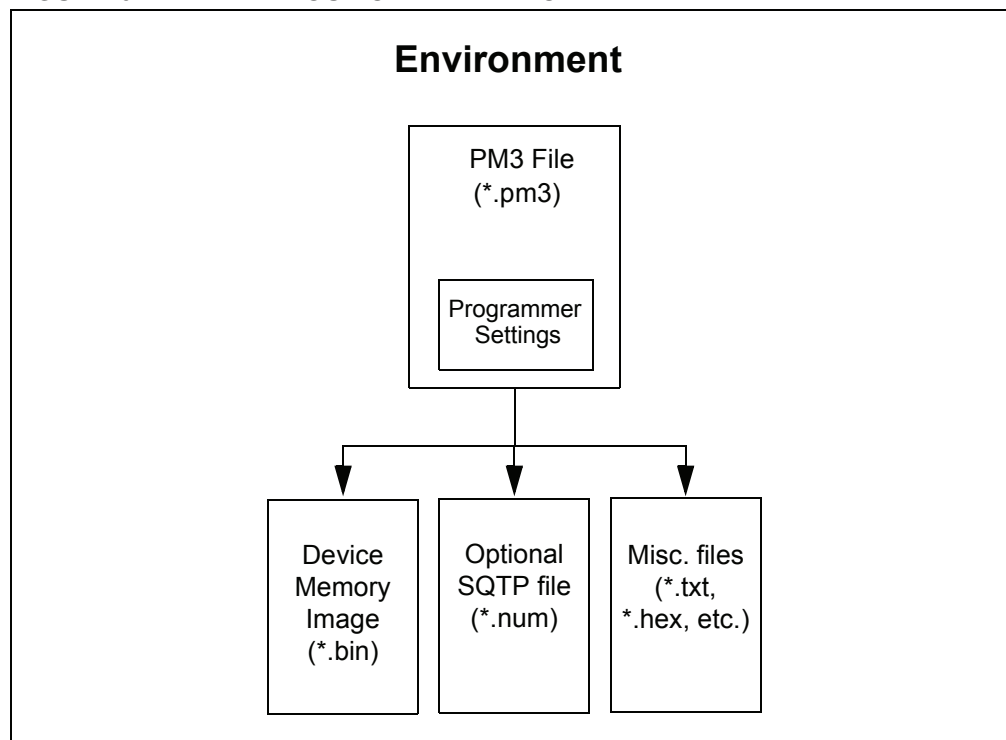 Environment
PM3 File
(*.pm3)
Programmer
Settings
Device
Memory
Image
(*.bin)
Optional
SQTP file
(*.num)
Misc. files
(*.txt,
*.hex, etc.)